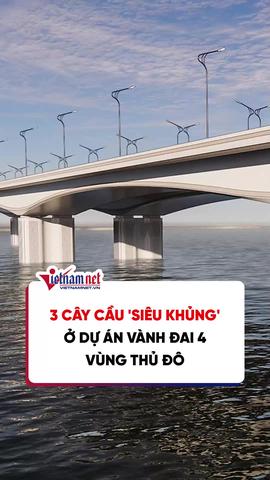 vietnamnet
VIETNAMNET.VN
3 CÂY CẦU 'SIÊU KHỦNG'
Ở DỰ ÁN VÀNH ĐAI 4
VÙNG THỦ ĐÔ